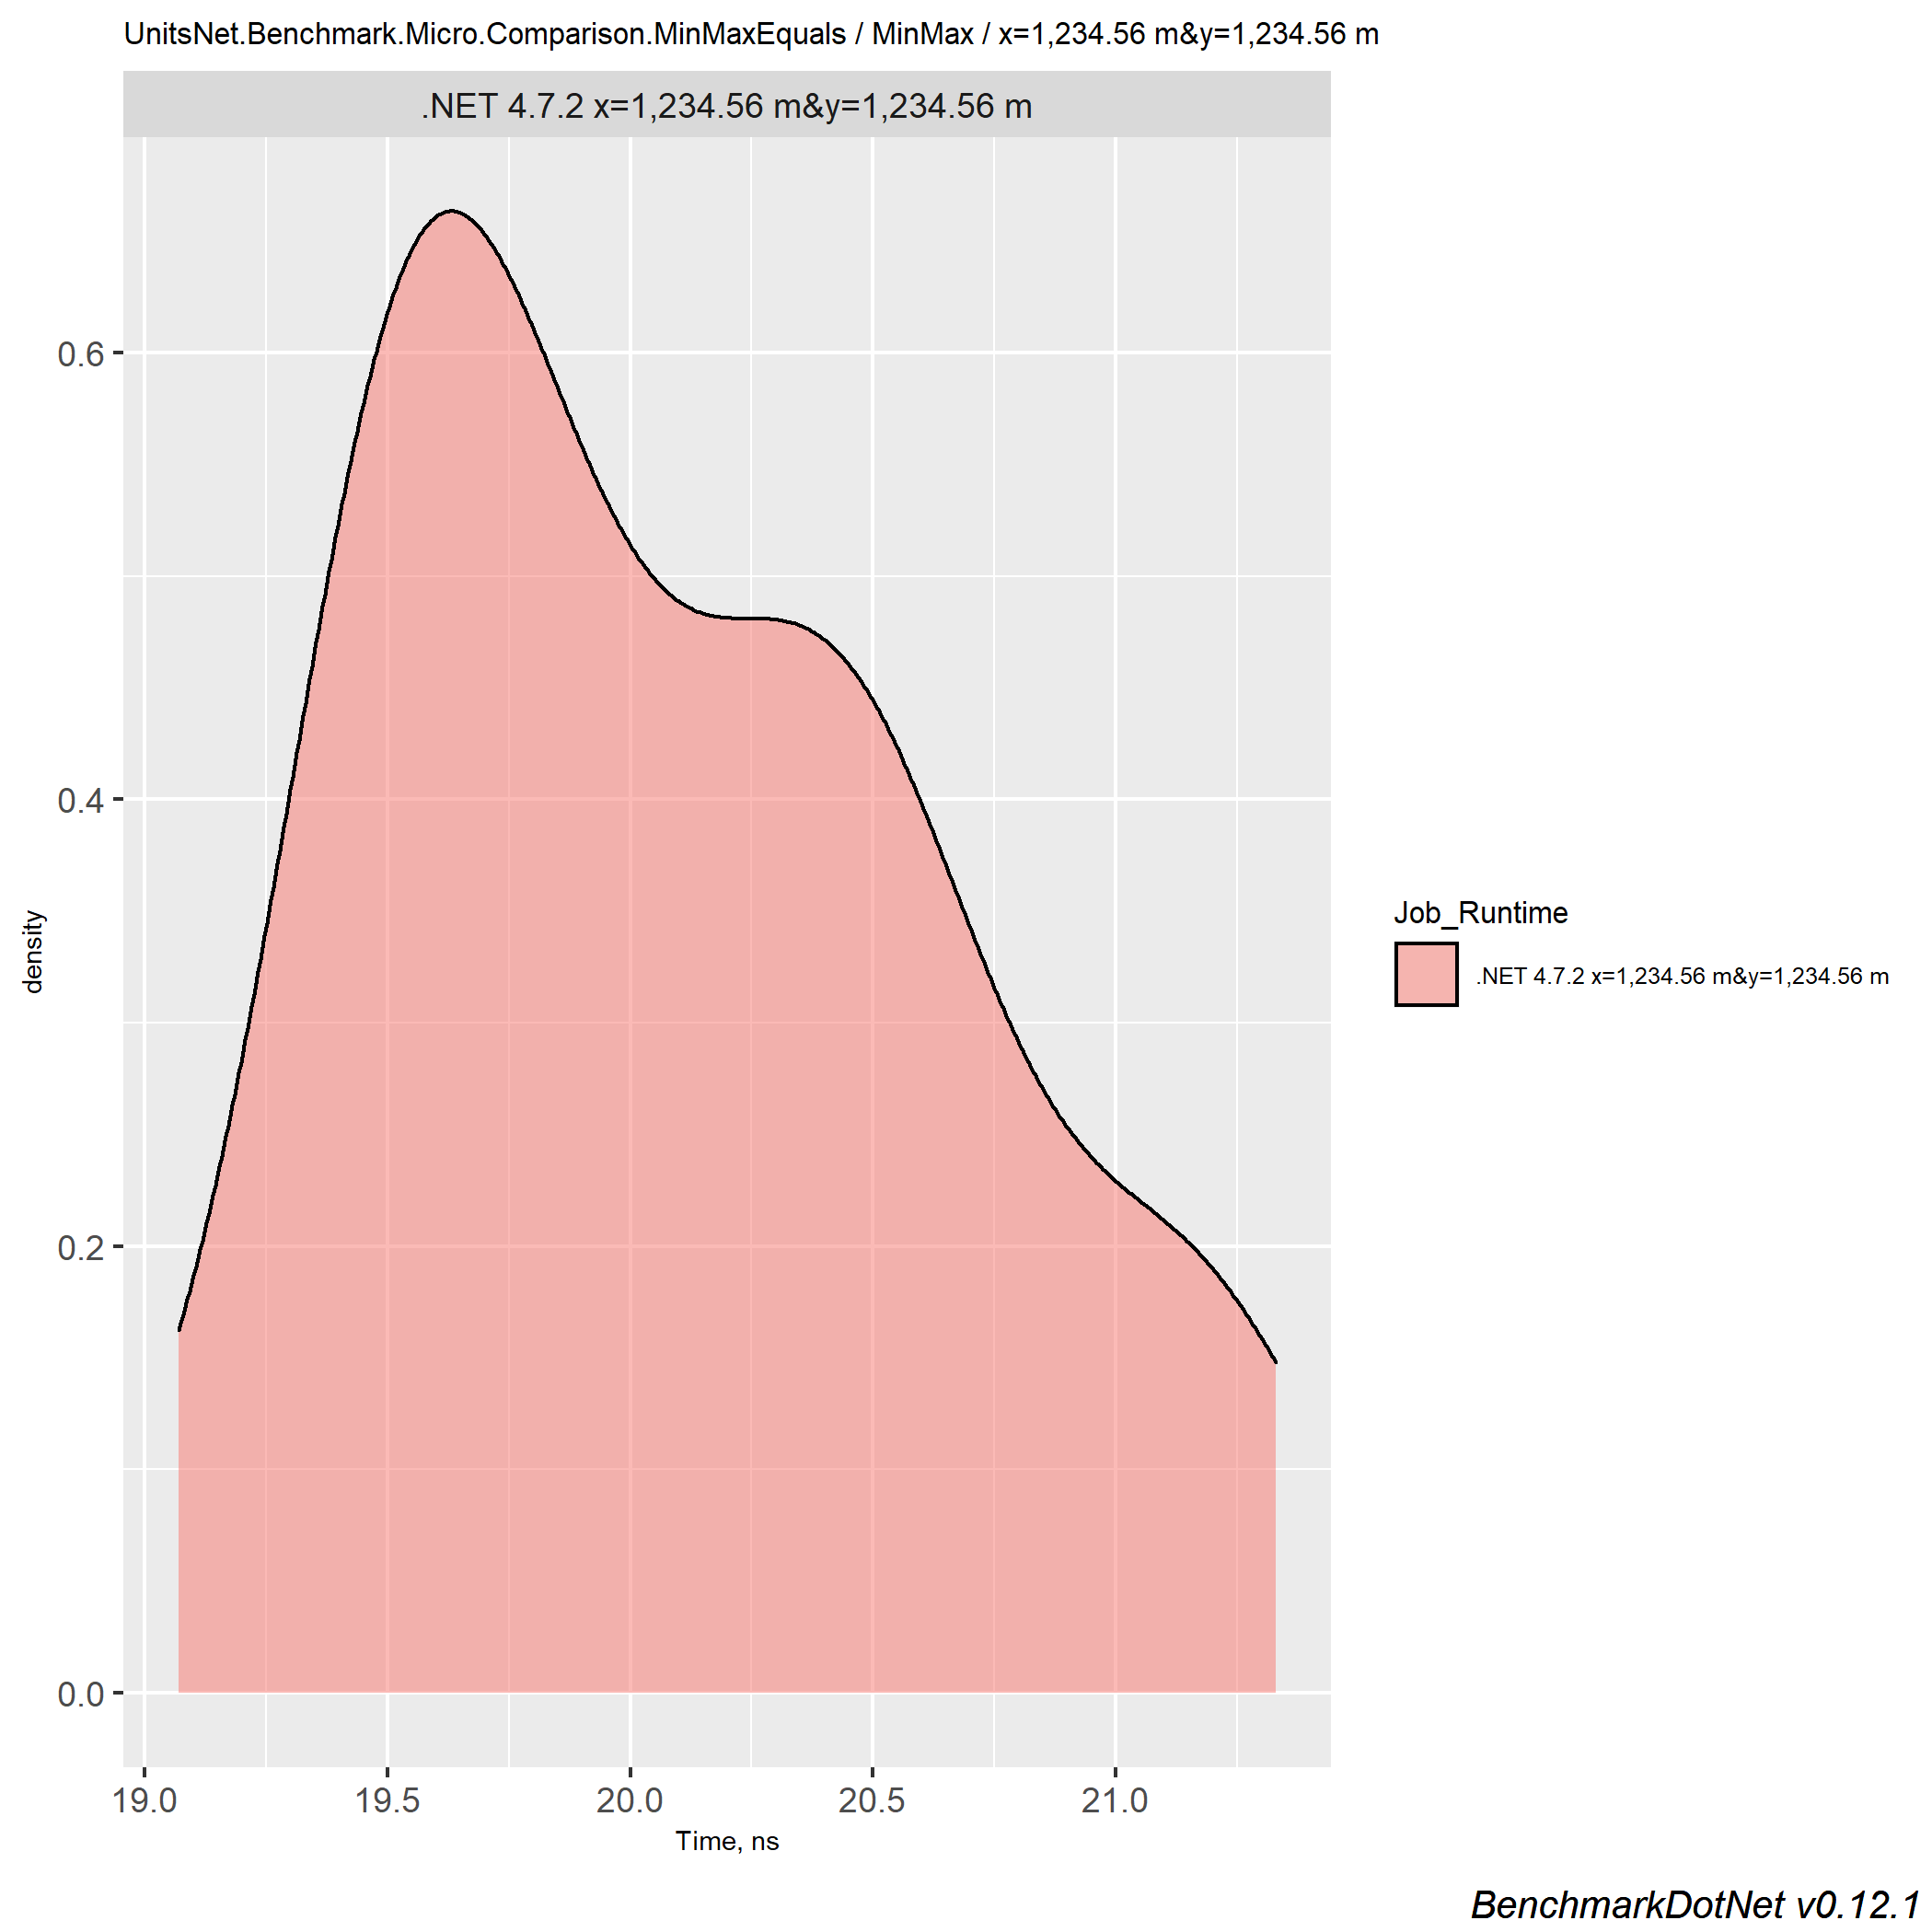 UnitsNet.Benchmark.Micro.Comparison.MinMaxEquals / MinMax / x=1,234.56 m&y=1,234.56 m
.NET 4.7.2 x=1,234.56 m&y=1,234.56 m
0.6
0.4
0.2
0.0
density
19.0 19.5 20.0 20.5 21.0
Time, ns
Job_Runtime
.NET 4.7.2 x=1,234.56 m&y=1,234.56 m
BenchmarkDotNet v0.12.1